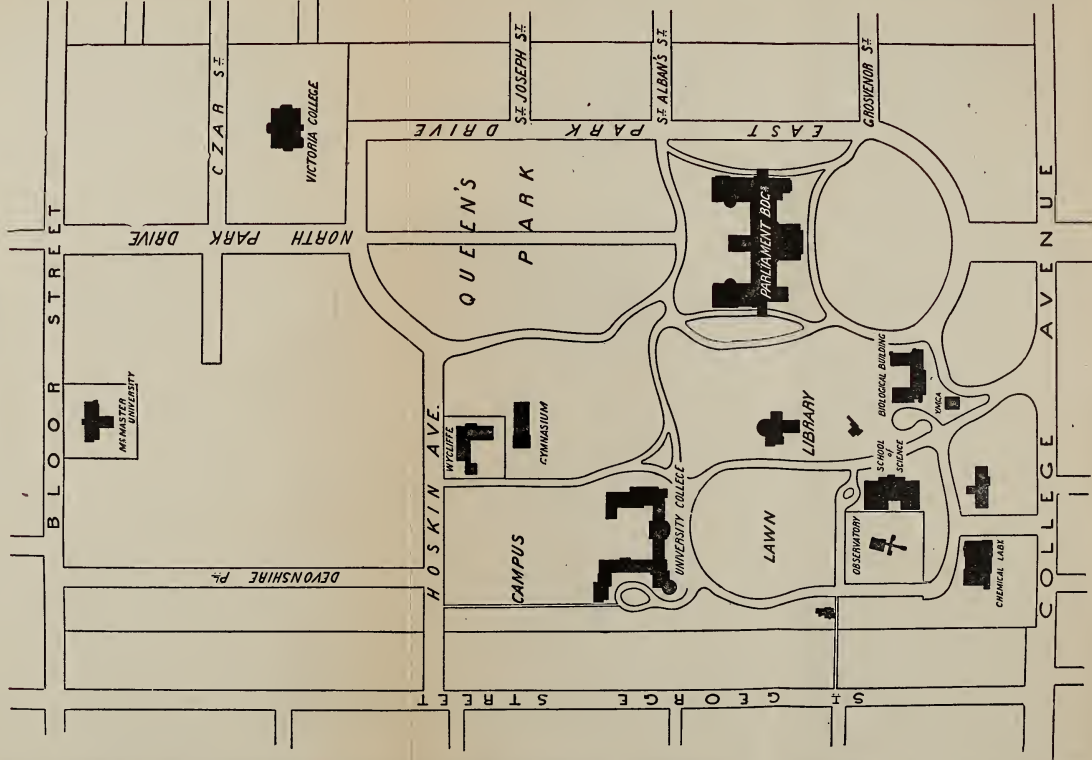 BLOOR STREET
CZAR ST
VICTORIA COLLEGE
NORTH PARK DRIVE
MCMASTER
UNIVERSITY
DEVONSHIRE PL
HOSKIN AVE.
WYCLIFFE
GYMNASIUM
CAMPUS
UNIVERSITY COLLEGE
QUEEN'S
PARK
EAST PARK DRIVE
ST JOSEPH ST
ST ALBAN'S ST
GROSVENOR ST
PARLIAMENT BDGS
LIBRARY
LAWN
BIOLOGICAL BUILDING
YMCA
SCHOOL
of
SCIENCE
OBSERVATORY
CHEMICAL LABY
COLLEGE AVENUE
ST GEORGE STREET